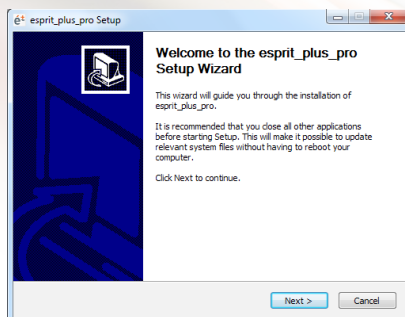 esprit_plus_pro Setup
Welcome to the esprit_plus_pro
Setup Wizard
This wizard will guide you through the installation of
esprit_plus_pro.
It is recommended that you close all other applications
before starting Setup. This will make it possible to update
relevant system files without having to reboot your
computer.
Click Next to continue.
Next >
Cancel